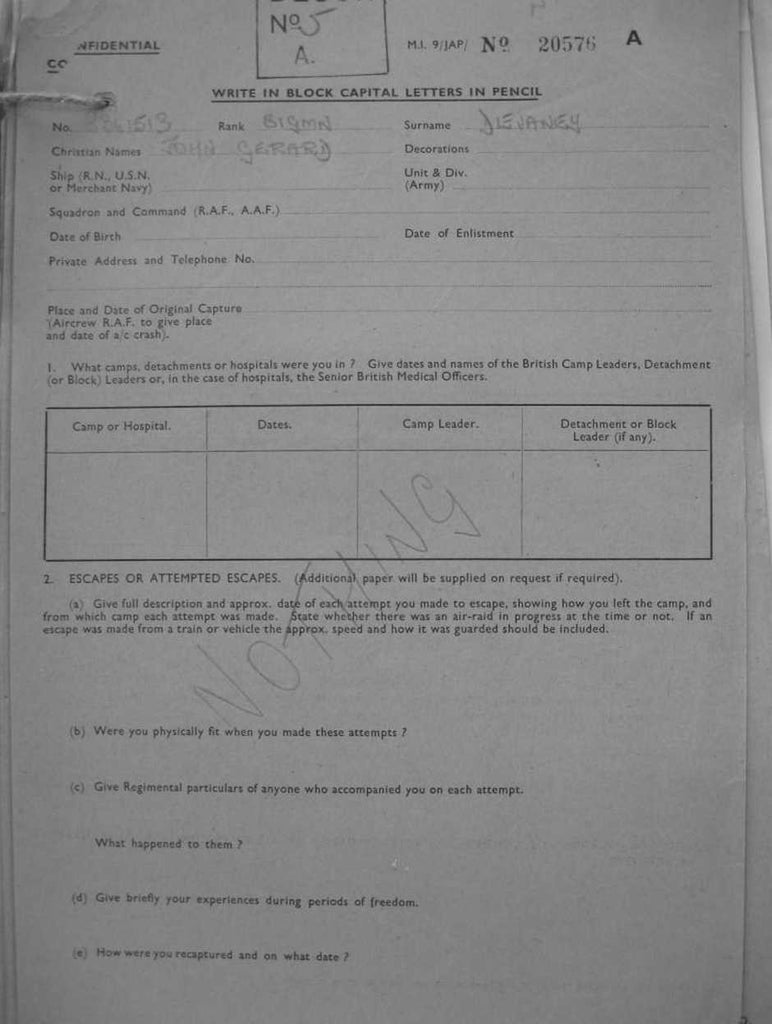 Nº 5
A.
NFIDENTIAL
CO
M.I. 9/JAP/ Nº 20576 A
WRITE IN BLOCK CAPITAL LETTERS IN PENCIL
No. Rank SIGMN Surname DEVANEY
Christian Names JOHN GERARD Decorations
Ship (R.N., U.S.N. or Merchant Navy) Unit & Div. (Army)
Squadron and Command (R.A.F., A.A.F.)
Date of Birth Date of Enlistment
Private Address and Telephone No.
Place and Date of Original Capture
(Aircrew R.A.F. to give place
and date of a/c crash).
1. What camps, detachments or hospitals were you in ? Give dates and names of the British Camp Leaders, Detachment
(or Block) Leaders or, in the case of hospitals, the Senior British Medical Officers.
Camp or Hospital. Dates. Camp Leader. Detachment or Block Leader (if any).
NOTHING
2. ESCAPES OR ATTEMPTED ESCAPES. (Additional paper will be supplied on request if required).
(a) Give full description and approx. date of each attempt you made to escape, showing how you left the camp, and
from which camp each attempt was made. State whether there was an air-raid in progress at the time or not. If an
escape was made from a train or vehicle the approx. speed and how it was guarded should be included.
(b) Were you physically fit when you made these attempts ?
(c) Give Regimental particulars of anyone who accompanied you on each attempt.
What happened to them ?
(d) Give briefly your experiences during periods of freedom.
(e) How were you recaptured and on what date ?